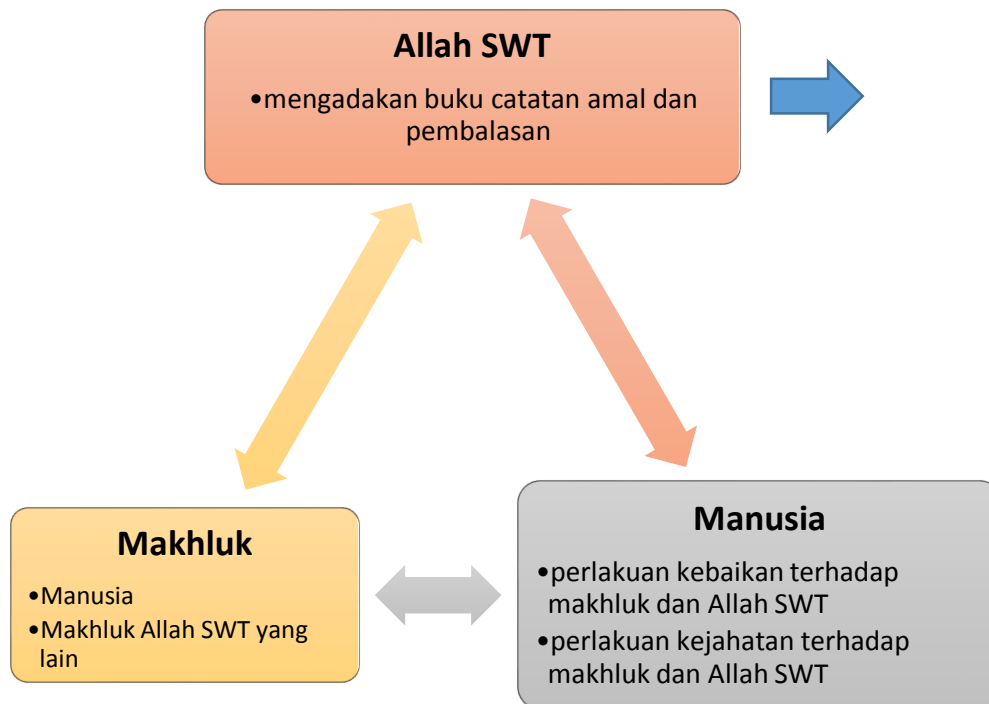 Allah SWT
•mengadakan buku catatan amal dan
pembalasan
Makhluk
•Manusia
•Makhluk Allah SWT yang
lain
Manusia
•perlakuan kebaikan terhadap
makhluk dan Allah SWT
•perlakuan kejahatan terhadap
makhluk dan Allah SWT